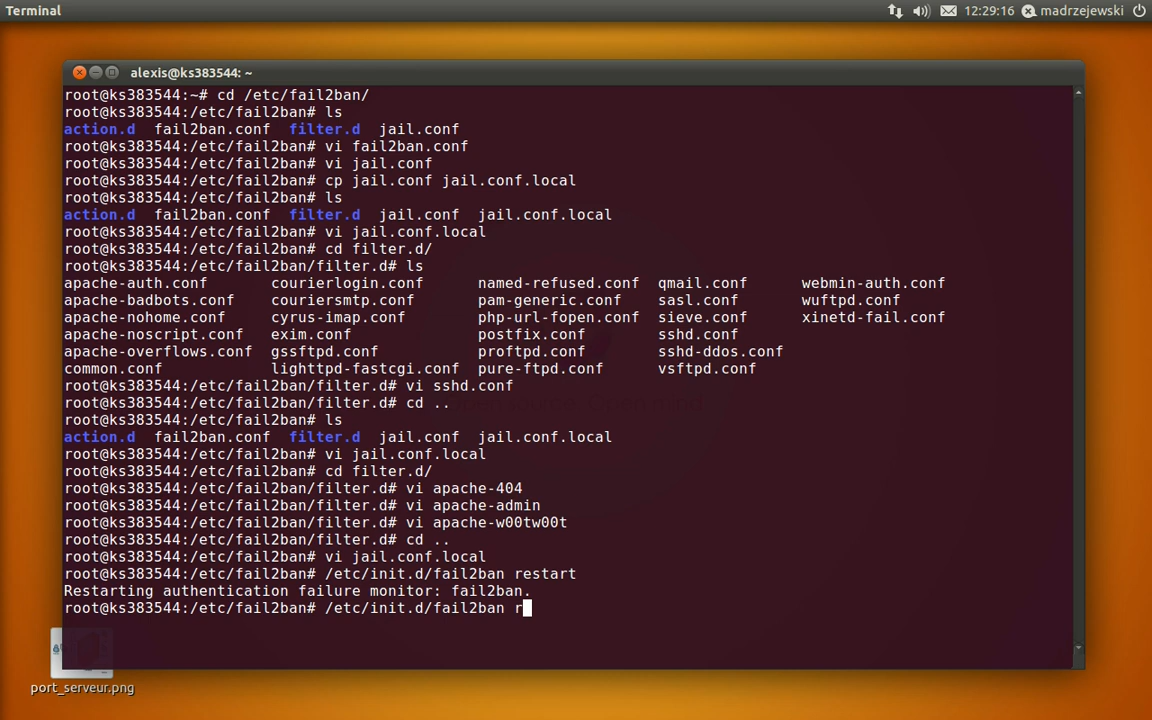 Terminal 12:29:16 madrzejewski
alexis@ks383544: ~
root@ks383544:~# cd /etc/fail2ban/
root@ks383544:/etc/fail2ban# ls
action.d  fail2ban.conf  filter.d  jail.conf
root@ks383544:/etc/fail2ban# vi fail2ban.conf
root@ks383544:/etc/fail2ban# vi jail.conf
root@ks383544:/etc/fail2ban# cp jail.conf jail.conf.local
root@ks383544:/etc/fail2ban# ls
action.d  fail2ban.conf  filter.d  jail.conf  jail.conf.local
root@ks383544:/etc/fail2ban# vi jail.conf.local
root@ks383544:/etc/fail2ban# cd filter.d/
root@ks383544:/etc/fail2ban/filter.d# ls
apache-auth.conf       courierlogin.conf      named-refused.conf  qmail.conf      webmin-auth.conf
apache-badbots.conf    couriersmtp.conf       pam-generic.conf    sasl.conf       wuftpd.conf
apache-nohome.conf     cyrus-imap.conf        php-url-fopen.conf  sieve.conf      xinetd-fail.conf
apache-noscript.conf   exim.conf              postfix.conf        sshd.conf
apache-overflows.conf  gssftpd.conf           proftpd.conf        sshd-ddos.conf
common.conf            lighttpd-fastcgi.conf  pure-ftpd.conf      vsftpd.conf
root@ks383544:/etc/fail2ban/filter.d# vi sshd.conf
root@ks383544:/etc/fail2ban/filter.d# cd ..
root@ks383544:/etc/fail2ban# ls
action.d  fail2ban.conf  filter.d  jail.conf  jail.conf.local
root@ks383544:/etc/fail2ban# vi jail.conf.local
root@ks383544:/etc/fail2ban# cd filter.d/
root@ks383544:/etc/fail2ban/filter.d# vi apache-404
root@ks383544:/etc/fail2ban/filter.d# vi apache-admin
root@ks383544:/etc/fail2ban/filter.d# vi apache-w00tw00t
root@ks383544:/etc/fail2ban/filter.d# cd ..
root@ks383544:/etc/fail2ban# vi jail.conf.local
root@ks383544:/etc/fail2ban# /etc/init.d/fail2ban restart
Restarting authentication failure monitor: fail2ban.
root@ks383544:/etc/fail2ban# /etc/init.d/fail2ban r
port_serveur.png